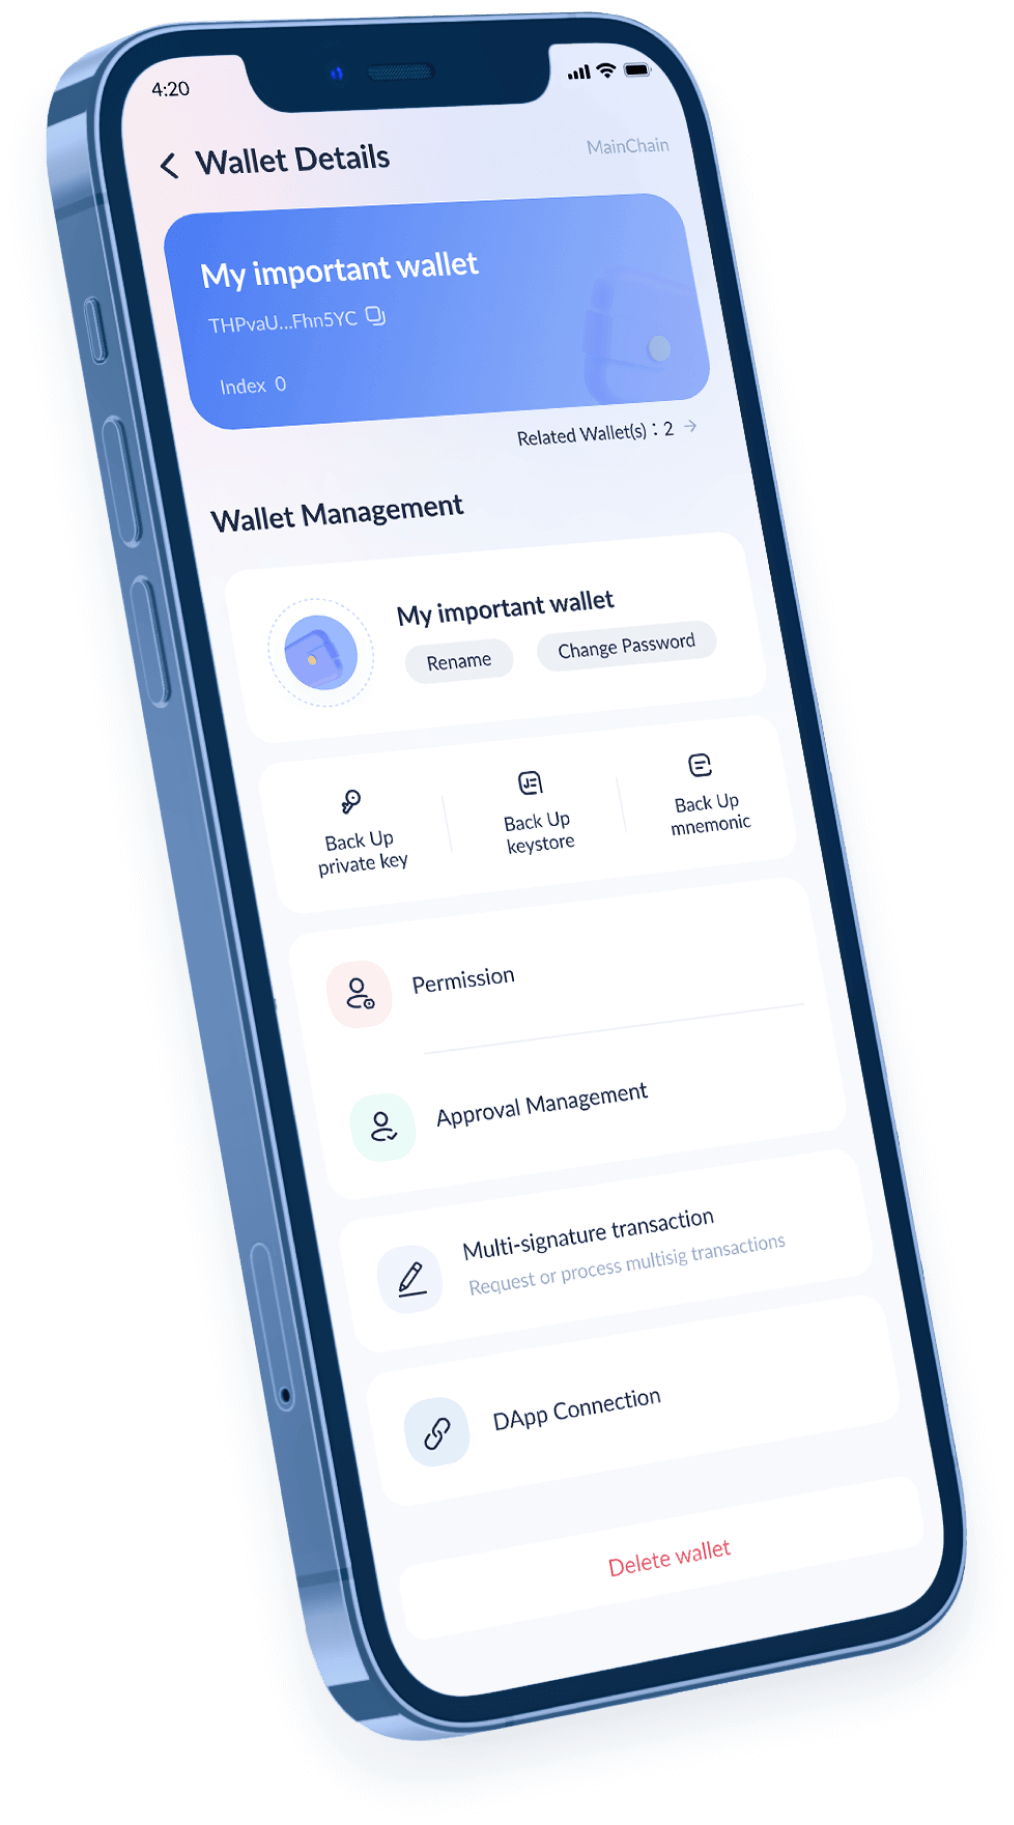 4:20
Wallet Details
MainChain
My important wallet
THPvaU...Fhn5YC
Index 0
Related Wallet(s)：2
Wallet Management
My important wallet
Rename
Change Password
Back Up
private key
Back Up
keystore
Back Up
mnemonic
Permission
Approval Management
Multi-signature transaction
Request or process multisig transactions
DApp Connection
Delete wallet